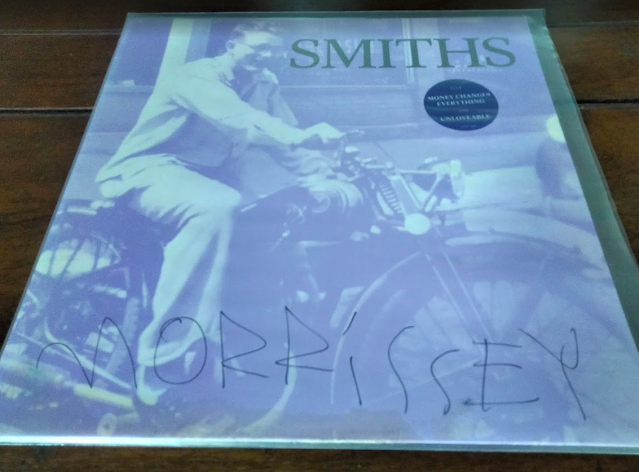 SMITHS
MONEY CHANGES
EVERYTHING
UNLOVEABLE
MORRiSSEY